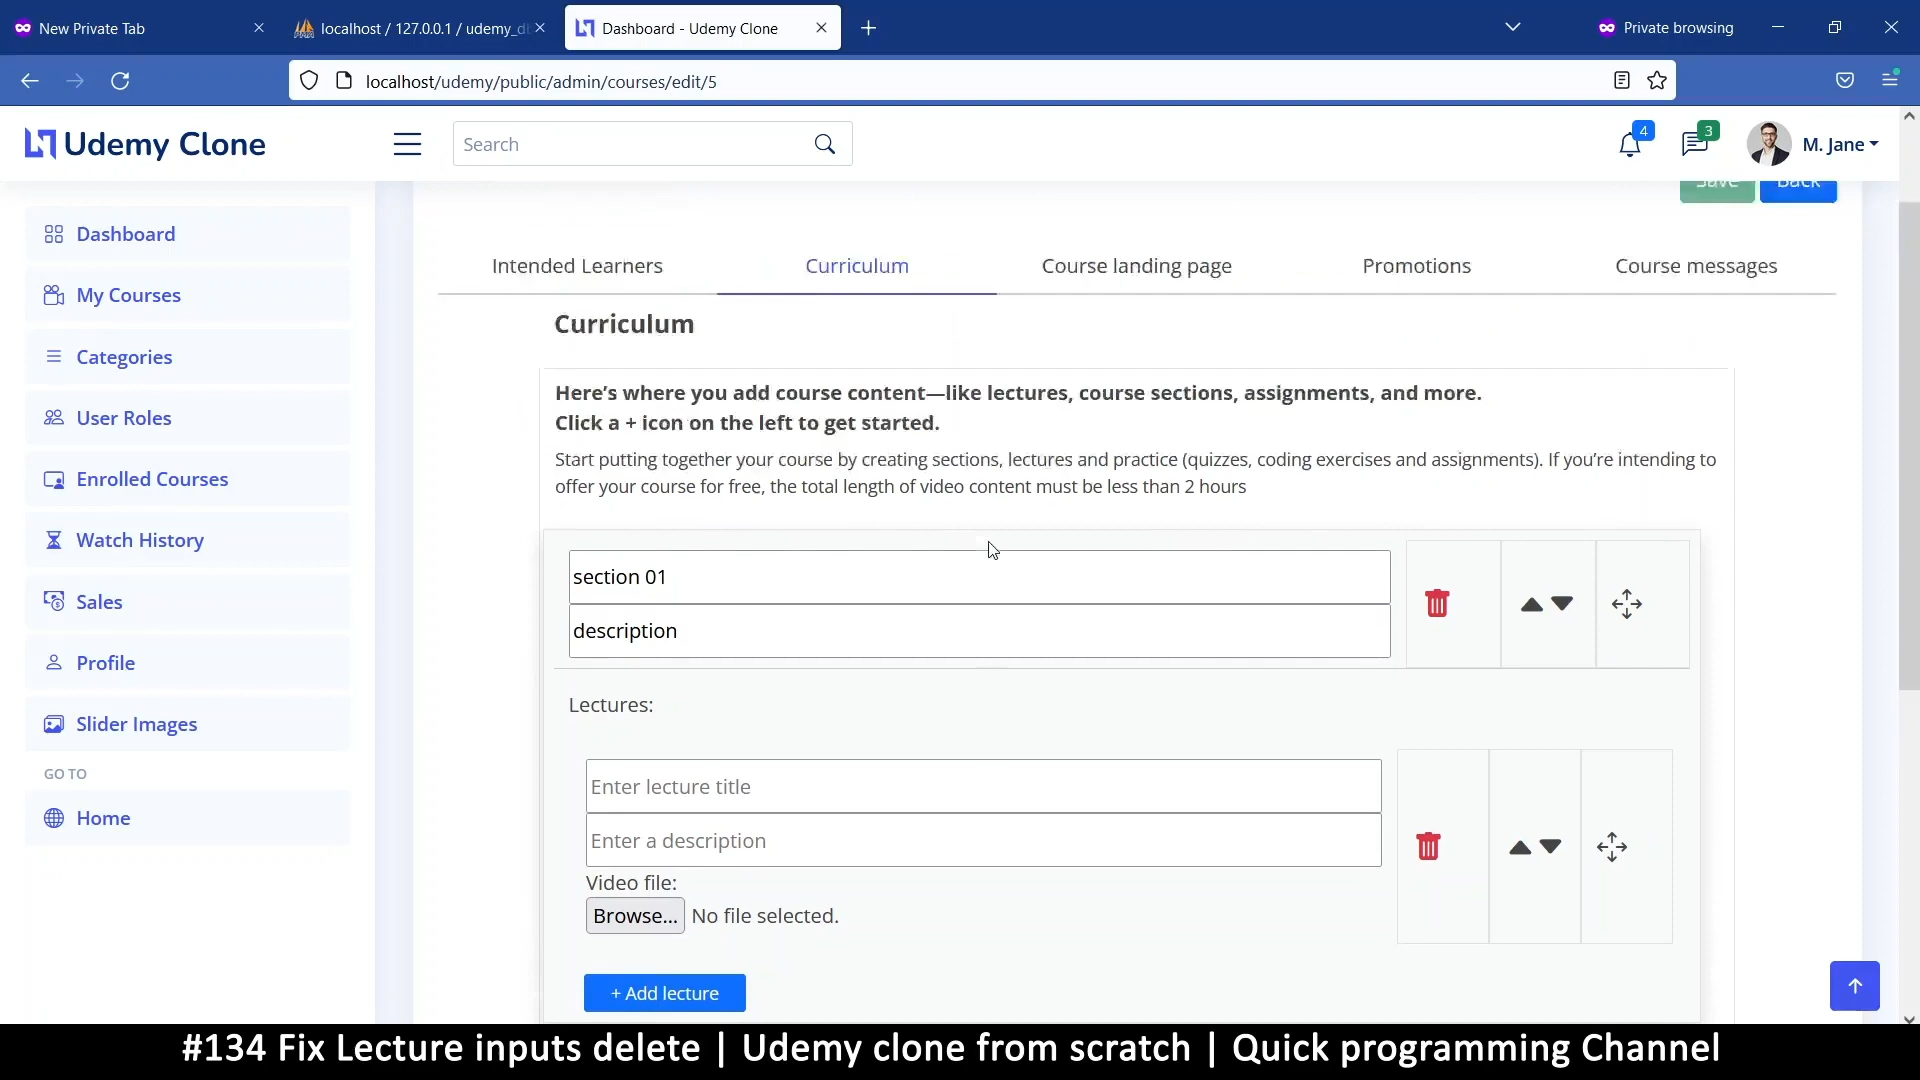 New Private Tab
localhost / 127.0.0.1 / udemy_d
Dashboard - Udemy Clone
Private browsing
localhost/udemy/public/admin/courses/edit/5
Udemy Clone
Search
4
3
M. Jane
Save
Back
Dashboard
My Courses
Categories
User Roles
Enrolled Courses
Watch History
Sales
Profile
Slider Images
GO TO
Home
Intended Learners
Curriculum
Course landing page
Promotions
Course messages
Curriculum
Here’s where you add course content—like lectures, course sections, assignments, and more.
Click a + icon on the left to get started.
Start putting together your course by creating sections, lectures and practice (quizzes, coding exercises and assignments). If you’re intending to
offer your course for free, the total length of video content must be less than 2 hours
section 01
description
Lectures:
Enter lecture title
Enter a description
Video file:
Browse... No file selected.
+ Add lecture
#134 Fix Lecture inputs delete | Udemy clone from scratch | Quick programming Channel